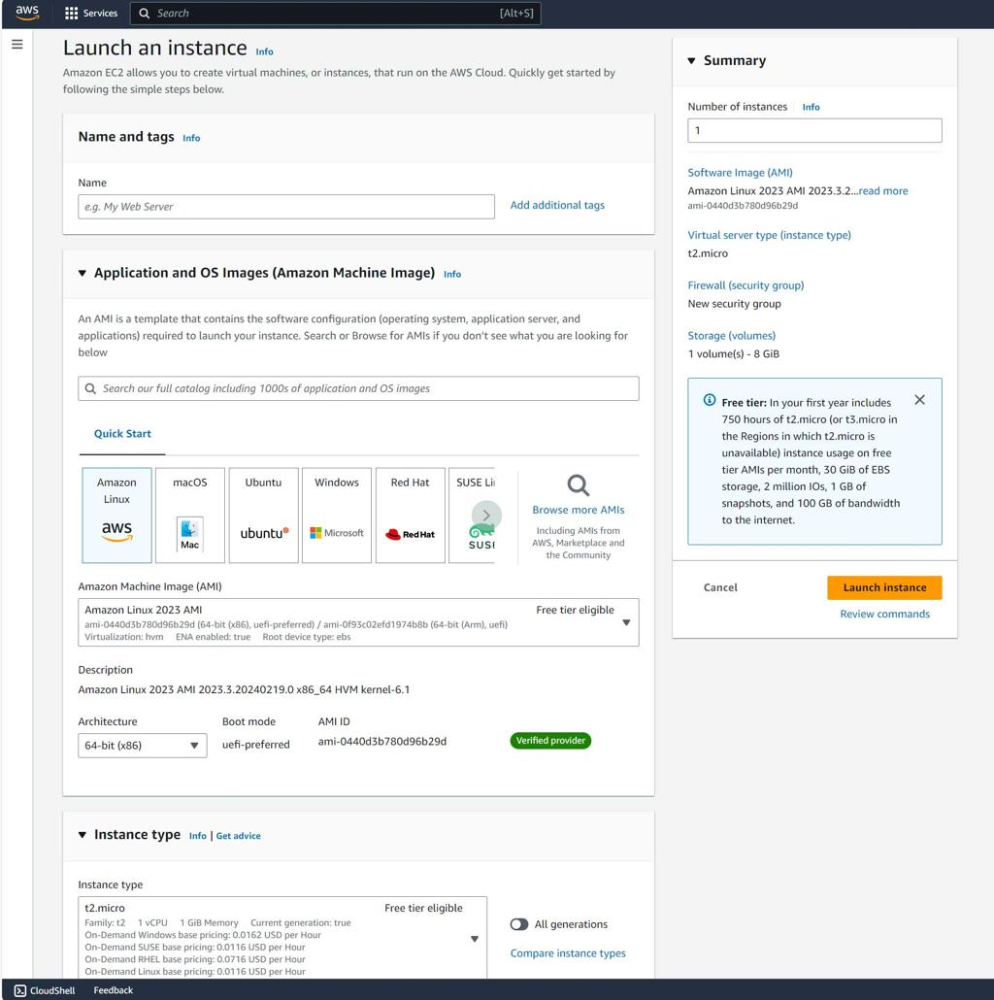 aws
Services
Search
[Alt+S]
Launch an instance Info
Amazon EC2 allows you to create virtual machines, or instances, that run on the AWS Cloud. Quickly get started by
following the simple steps below.
Name and tags Info
Name
e.g. My Web Server
Add additional tags
Application and OS Images (Amazon Machine Image) Info
An AMI is a template that contains the software configuration (operating system, application server, and
applications) required to launch your instance. Search or Browse for AMIs if you don't see what you are looking for
below
Search our full catalog including 1000s of application and OS images
Quick Start
Amazon
Linux
aws
macOS
Mac
Ubuntu
ubuntu
Windows
Microsoft
Red Hat
Red Hat
SUSE Li
SUSE
Browse more AMIs
Including AMIs from
AWS, Marketplace and
the Community
Amazon Machine Image (AMI)
Amazon Linux 2023 AMI
Free tier eligible
ami-0440d3b780d96b29d (64-bit (x86), uefi-preferred) / ami-0f93c02efd1974b8b (64-bit (Arm), uefi)
Virtualization: hvm ENA enabled: true Root device type: ebs
Description
Amazon Linux 2023 AMI 2023.3.20240219.0 x86_64 HVM kernel-6.1
Architecture
64-bit (x86)
Boot mode
uefi-preferred
AMI ID
ami-0440d3b780d96b29d
Verified provider
Instance type Info | Get advice
Instance type
t2.micro
Free tier eligible
Family: t2 1 vCPU 1 GiB Memory Current generation: true
On-Demand Windows base pricing: 0.0162 USD per Hour
On-Demand SUSE base pricing: 0.0116 USD per Hour
On-Demand RHEL base pricing: 0.0716 USD per Hour
On-Demand Linux base pricing: 0.0116 USD per Hour
All generations
Compare instance types
Summary
Number of instances Info
1
Software Image (AMI)
Amazon Linux 2023 AMI 2023.3.2...read more
ami-0440d3b780d96b29d
Virtual server type (instance type)
t2.micro
Firewall (security group)
New security group
Storage (volumes)
1 volume(s) - 8 GiB
Free tier: In your first year includes
750 hours of t2.micro (or t3.micro in
the Regions in which t2.micro is
unavailable) instance usage on free
tier AMIs per month, 30 GiB of EBS
storage, 2 million IOs, 1 GB of
snapshots, and 100 GB of bandwidth
to the internet.
Cancel
Launch instance
Review commands
CloudShell
Feedback